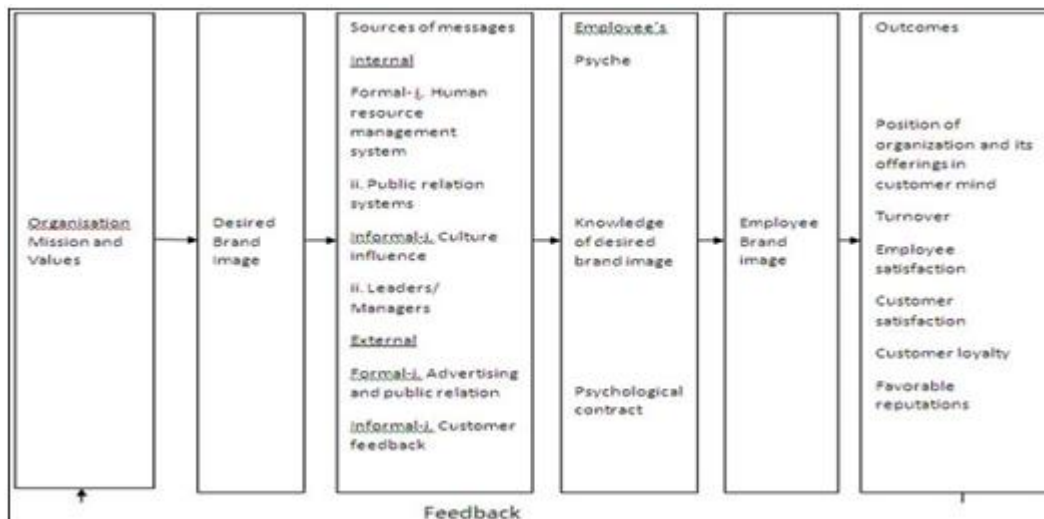 Organisation
Mission and
Values
Desired
Brand
Image
Sources of messages
Internal
Formal-i. Human
resource
management
system
ii. Public relation
systems
Informal-i. Culture
influence
ii. Leaders/
Managers
External
Formal-i. Advertising
and public relation
Informal-i. Customer
feedback
Employee's
Psyche
Knowledge
of desired
brand image
Psychological
contract
Employee
Brand
image
Outcomes
Position of
organization and its
offerings in
customer mind
Turnover
Employee
satisfaction
Customer
satisfaction
Customer loyalty
Favorable
reputations
Feedback